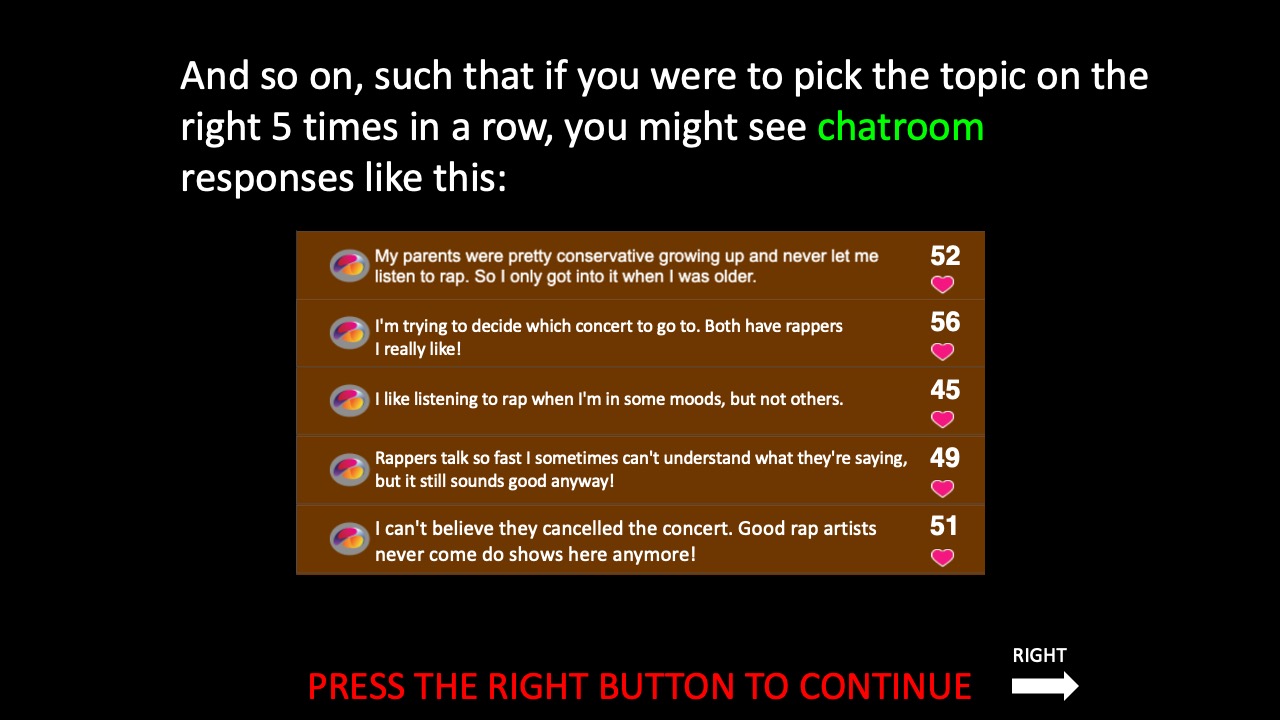 And so on, such that if you were to pick the topic on the
right 5 times in a row, you might see chatroom
responses like this:
My parents were pretty conservative growing up and never let me
listen to rap. So I only got into it when I was older.
52
I'm trying to decide which concert to go to. Both have rappers
I really like!
56
I like listening to rap when I'm in some moods, but not others.
45
Rappers talk so fast I sometimes can't understand what they're saying,
but it still sounds good anyway!
49
I can't believe they cancelled the concert. Good rap artists
never come do shows here anymore!
51
RIGHT
PRESS THE RIGHT BUTTON TO CONTINUE